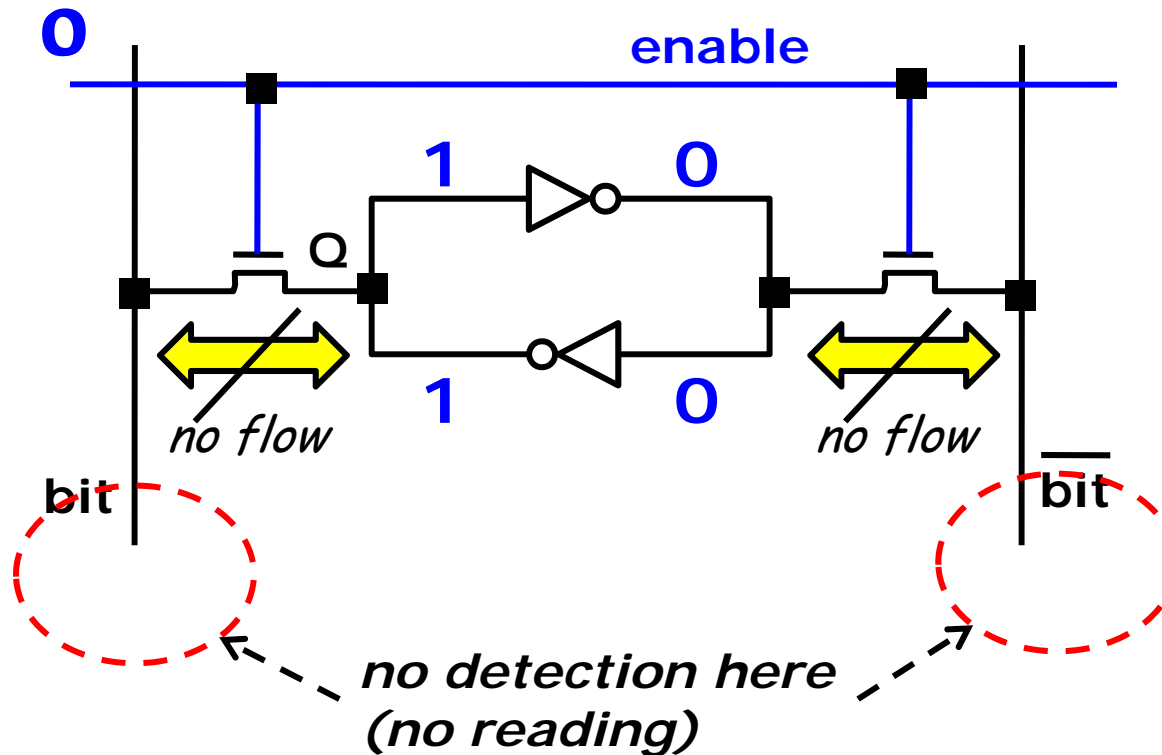 0
enable
1
0
Q
1
0
no flow
no flow
bit
bit
no detection here
(no reading)